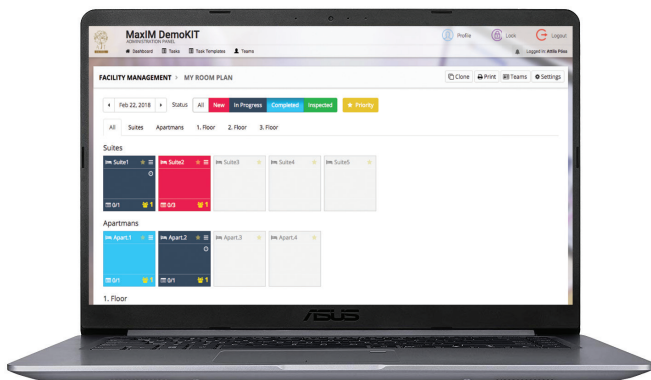 MaxIM DemoKIT
ADMINISTRATION PANEL
Dashboard Tasks Task Templates Teams
Profile Lock Logout
Logged in: Attila Piles
FACILITY MANAGEMENT > MY ROOM PLAN
Clone Print Teams Settings
Feb 22, 2018 Status All New In Progress Completed Inspected Priority
All Suites Apartmans 1. Floor 2. Floor 3. Floor
Suites
Suite1 Suite2 Suite3 Suite4 Suite5
0/1 1 0/3 1
Apartmans
Apart.1 Apart.2 Apart.3 Apart.4
0/1 1 0/1 1
1. Floor
ASUS